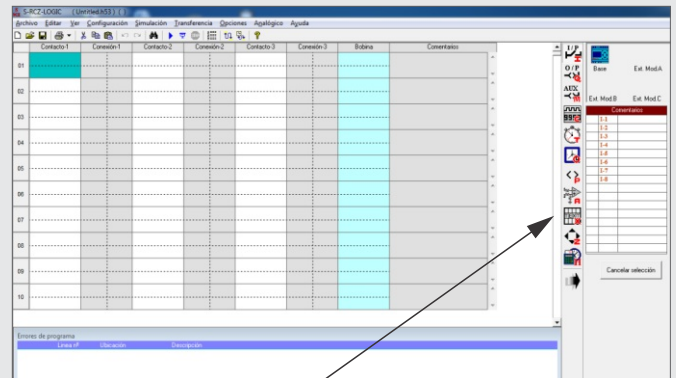 S-RCZ-LOGIC (Untitled.h53) ( )
Archivo Editar Ver Configuración Simulación Transferencia Opciones Analógico Ayuda
Contacto-1 Conexión-1 Contacto-2 Conexión-2 Contacto-3 Conexión-3 Bobina Comentarios
01
02
03
04
05
06
07
08
09
10
I/P
O/P
AUX
Base Ext. Mod.A
Ext. Mod.B Ext. Mod.C
Comentarios
I-1
I-2
I-3
I-4
I-5
I-6
I-7
I-8
Cancelar selección
Errores de programa
Línea nº Ubicación Descripción